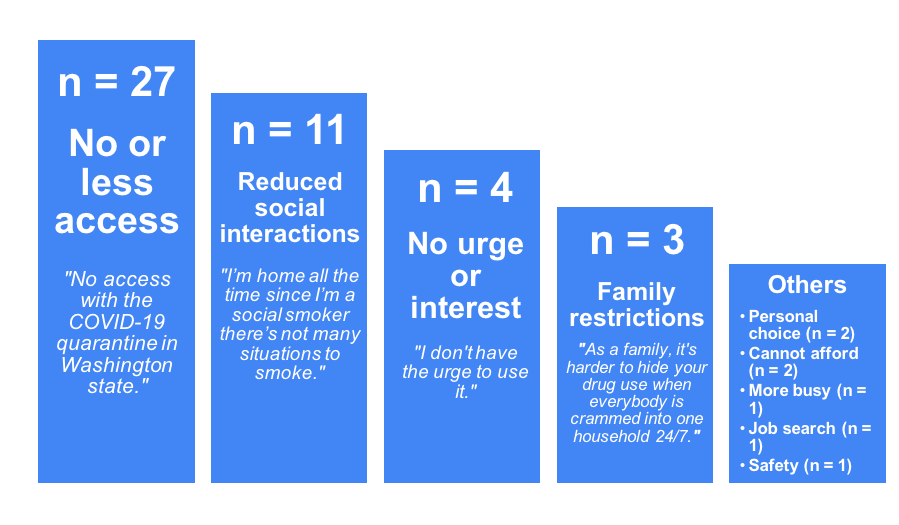 n = 27
No or
less
access
"No access
with the
COVID-19
quarantine in
Washington
state."
n = 11
Reduced
social
interactions
"I’m home all the
time since I’m a
social smoker
there’s not many
situations to
smoke."
n = 4
No urge
or
interest
"I don't have
the urge to use
it."
n = 3
Family
restrictions
"As a family, it's
harder to hide your
drug use when
everybody is
crammed into one
household 24/7."
Others
• Personal
choice (n = 2)
• Cannot afford
(n = 2)
• More busy (n =
1)
• Job search (n =
1)
• Safety (n = 1)